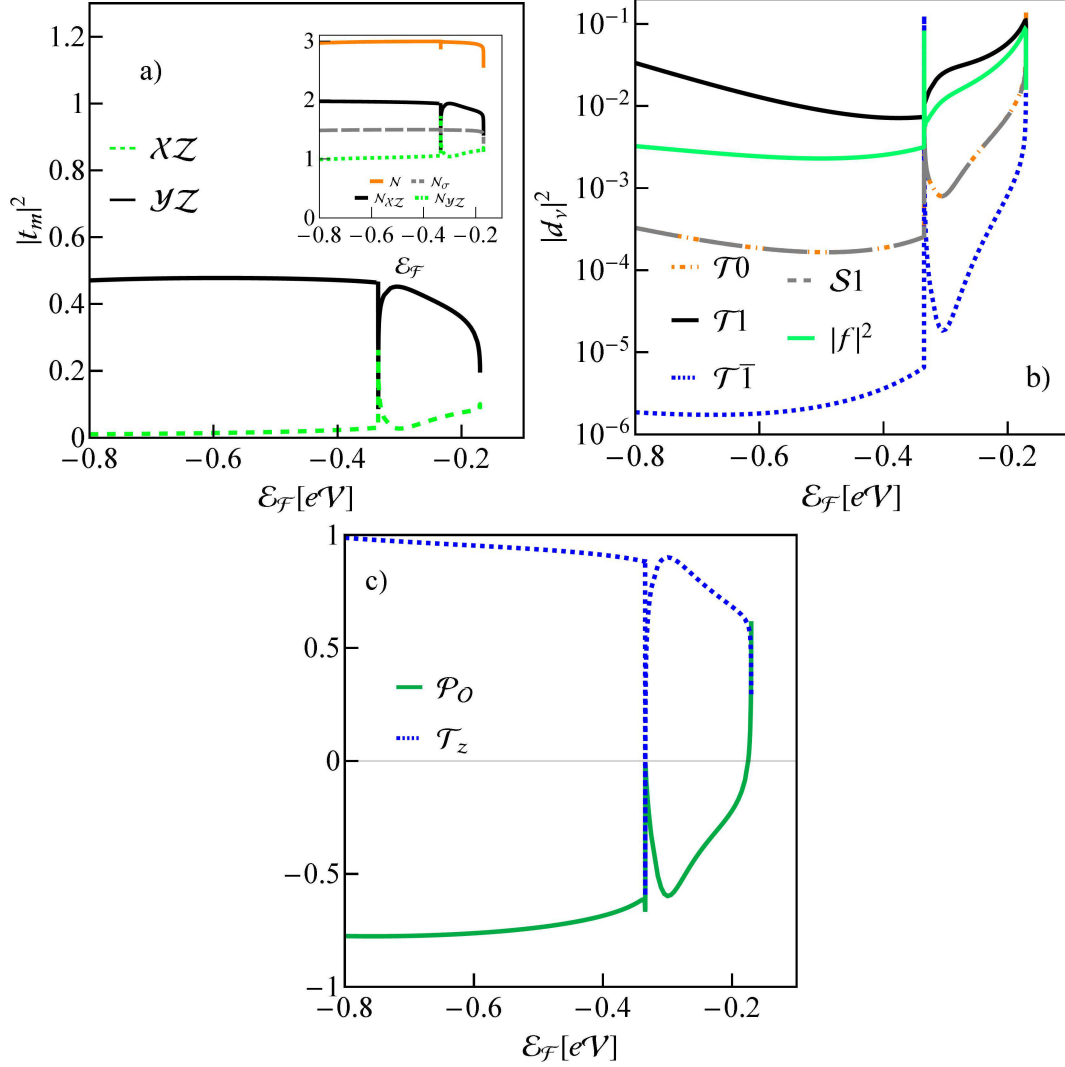 a)
1.2
1
0.8
0.6
0.4
0.2
0
|t_m|^2
XZ
YZ
3
2
1
0
N
N_σ
N_XZ
N_YZ
−0.8 −0.6 −0.4 −0.2
ℰ_ℱ
−0.8 −0.6 −0.4 −0.2
ℰ_ℱ[eV]
10^−1
10^−2
10^−3
10^−4
10^−5
10^−6
|d_ν|^2
𝒯0
𝒯1
𝒯1̅
𝒮1
|f|^2
b)
−0.8 −0.6 −0.4 −0.2
ℰ_ℱ[eV]
c)
1
0.5
0
−0.5
−1
𝒫_O
𝒯_z
−0.8 −0.6 −0.4 −0.2
ℰ_ℱ[eV]